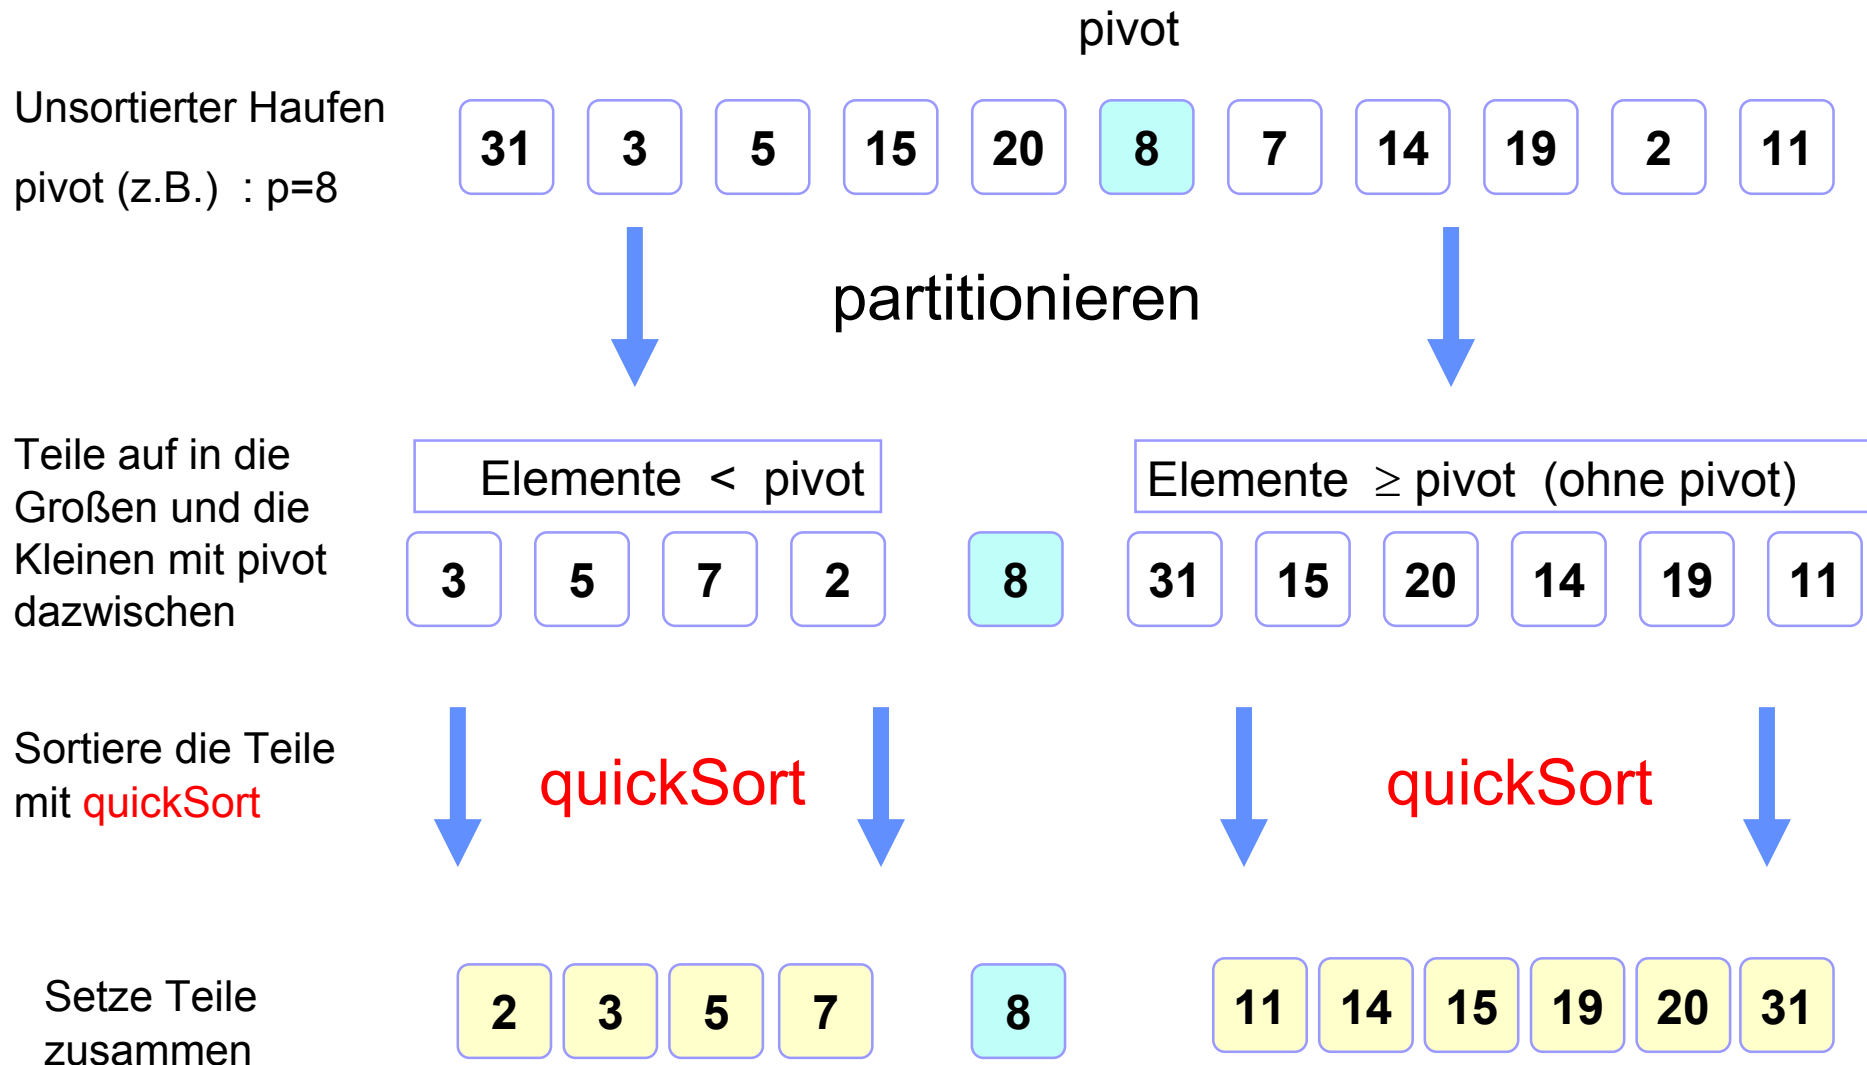 pivot
Unsortierter Haufen
pivot (z.B.) : p=8
31 3 5 15 20 8 7 14 19 2 11
partitionieren
Teile auf in die
Großen und die
Kleinen mit pivot
dazwischen
Elemente < pivot
Elemente ≥ pivot (ohne pivot)
3 5 7 2 8 31 15 20 14 19 11
Sortiere die Teile
mit quickSort
quickSort
quickSort
Setze Teile
zusammen
2 3 5 7 8 11 14 15 19 20 31